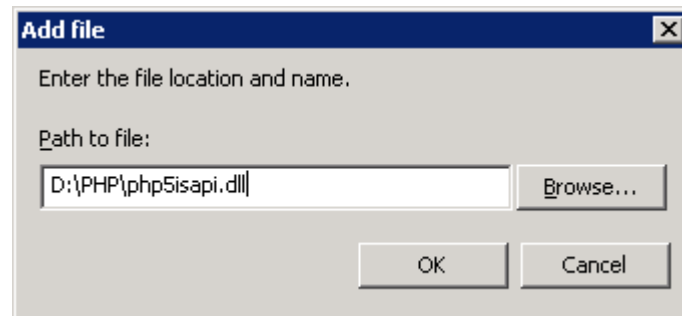 Add file
Enter the file location and name.
Path to file:
D:\PHP\php5isapi.dll
Browse...
OK
Cancel